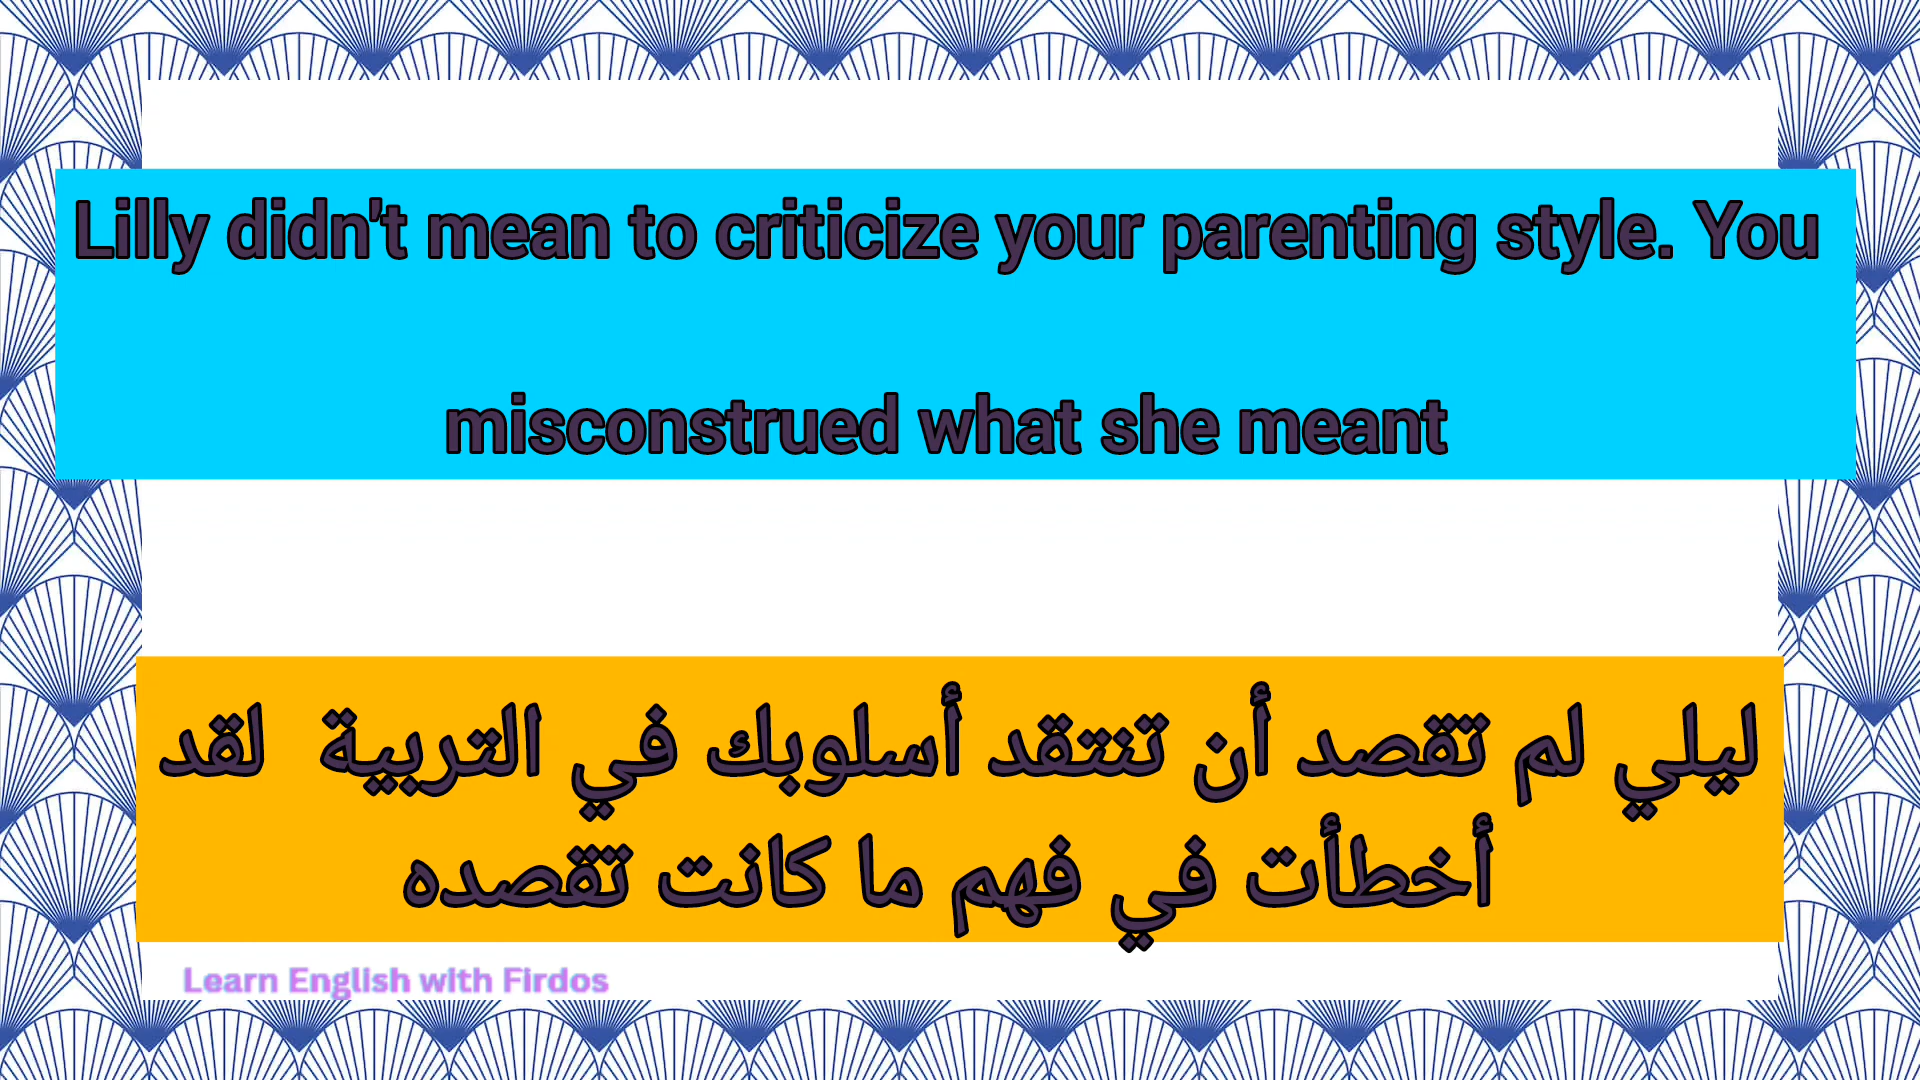 Lilly didn't mean to criticize your parenting style. You
misconstrued what she meant
ليلي لم تقصد أن تنتقد أسلوبك في التربية  لقد
أخطأت في فهم ما كانت تقصده
Learn English with Firdos